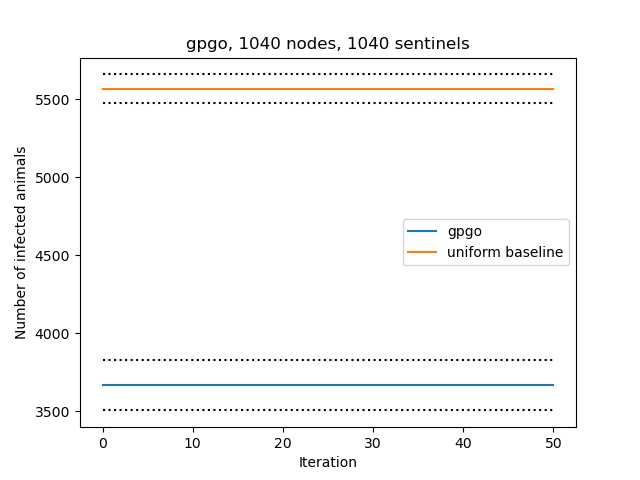 gpgo, 1040 nodes, 1040 sentinels
Number of infected animals
5500
5000
4500
4000
3500
gpgo
uniform baseline
0 10 20 30 40 50
Iteration